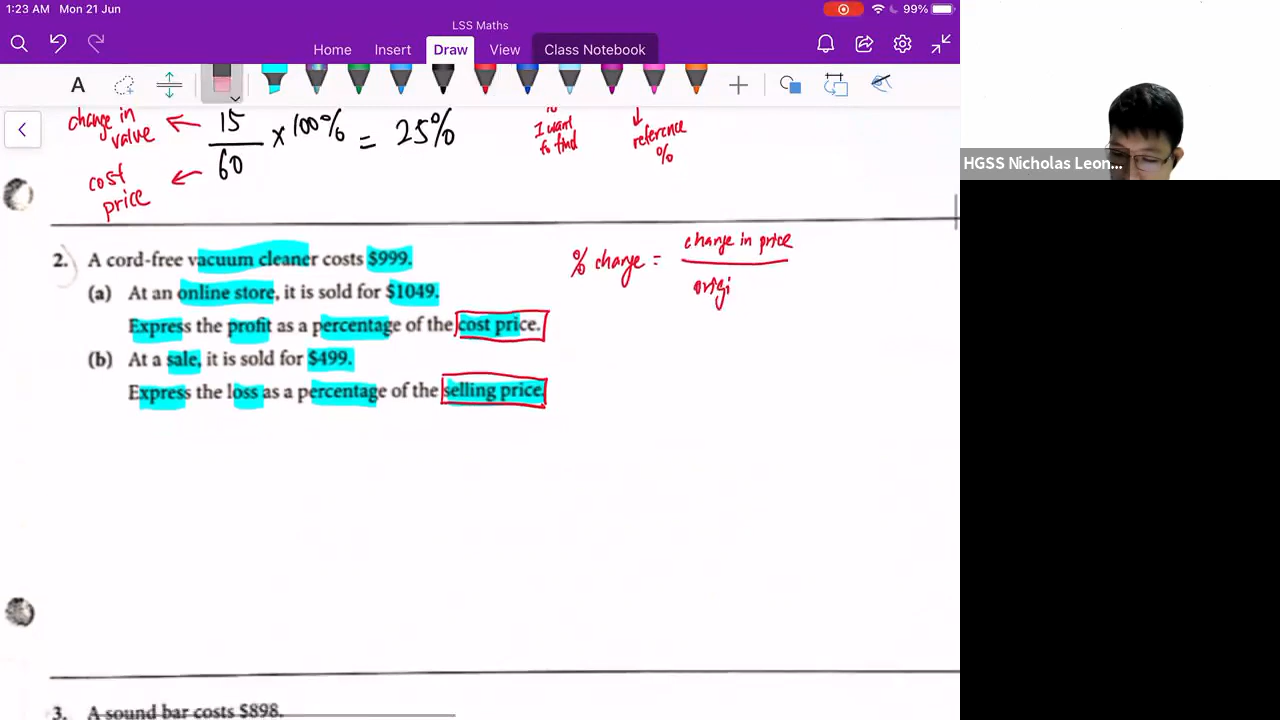 1:23 AM Mon 21 Jun
99%
LSS Maths
Home Insert Draw View Class Notebook
A
change in value
15
60
x 100% = 25%
cost price
I want to find
reference %
HGSS Nicholas Leon...
2. A cord-free vacuum cleaner costs $999.
(a) At an online store, it is sold for $1049.
Express the profit as a percentage of the cost price.
(b) At a sale, it is sold for $499.
Express the loss as a percentage of the selling price.
% change = change in price
origi
3. A sound bar costs $898.